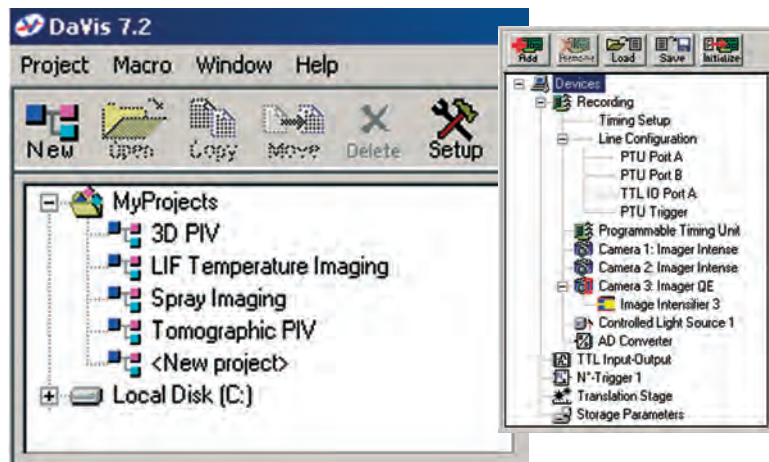 DaVis 7.2
Project Macro Window Help
New Open Copy Move Delete Setup
MyProjects
3D PIV
LIF Temperature Imaging
Spray Imaging
Tomographic PIV
<New project>
Local Disk (C:)
Add Remove Load Save Initialize
Devices
Recording
Timing Setup
Line Configuration
PTU Port A
PTU Port B
TTL IO Port A
PTU Trigger
Programmable Timing Unit
Camera 1: Imager Intense
Camera 2: Imager Intense
Camera 3: Imager QE
Image Intensifier 3
Controlled Light Source 1
AD Converter
TTL Input-Output
N°-Trigger 1
Translation Stage
Storage Parameters